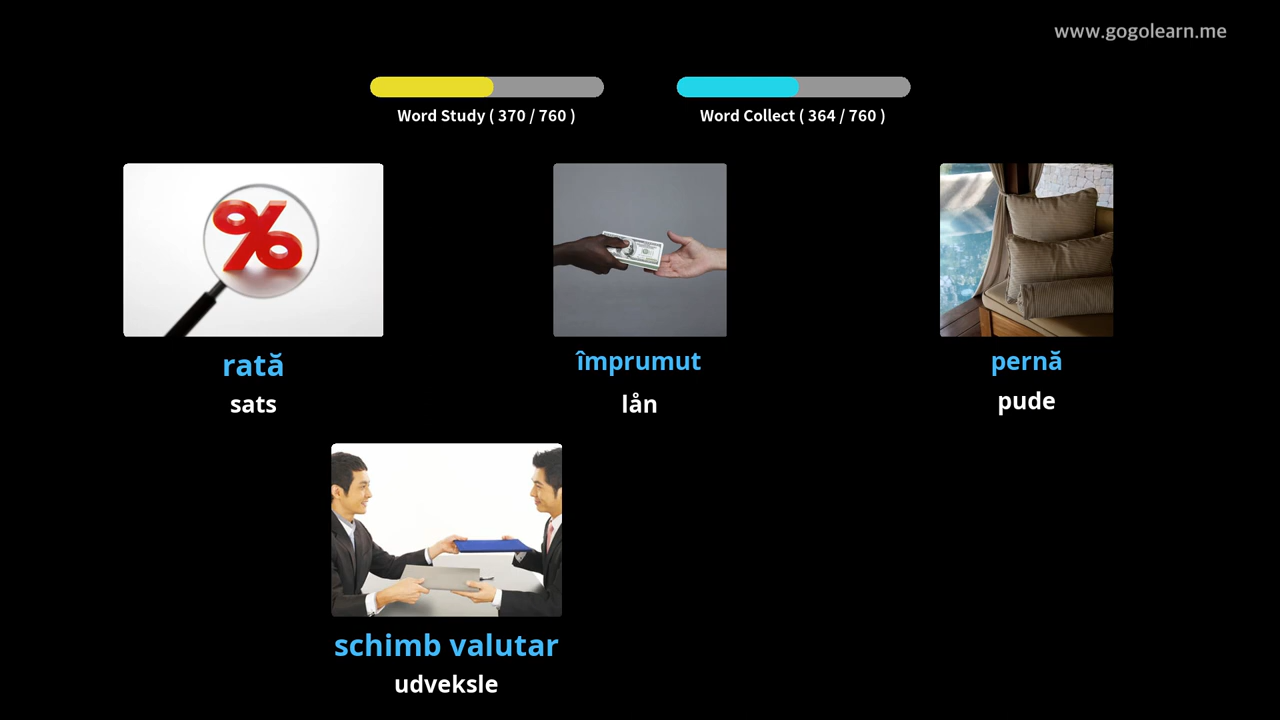 www.gogolearn.me
Word Study ( 370 / 760 )
Word Collect ( 364 / 760 )
rată
sats
împrumut
lån
pernă
pude
schimb valutar
udveksle